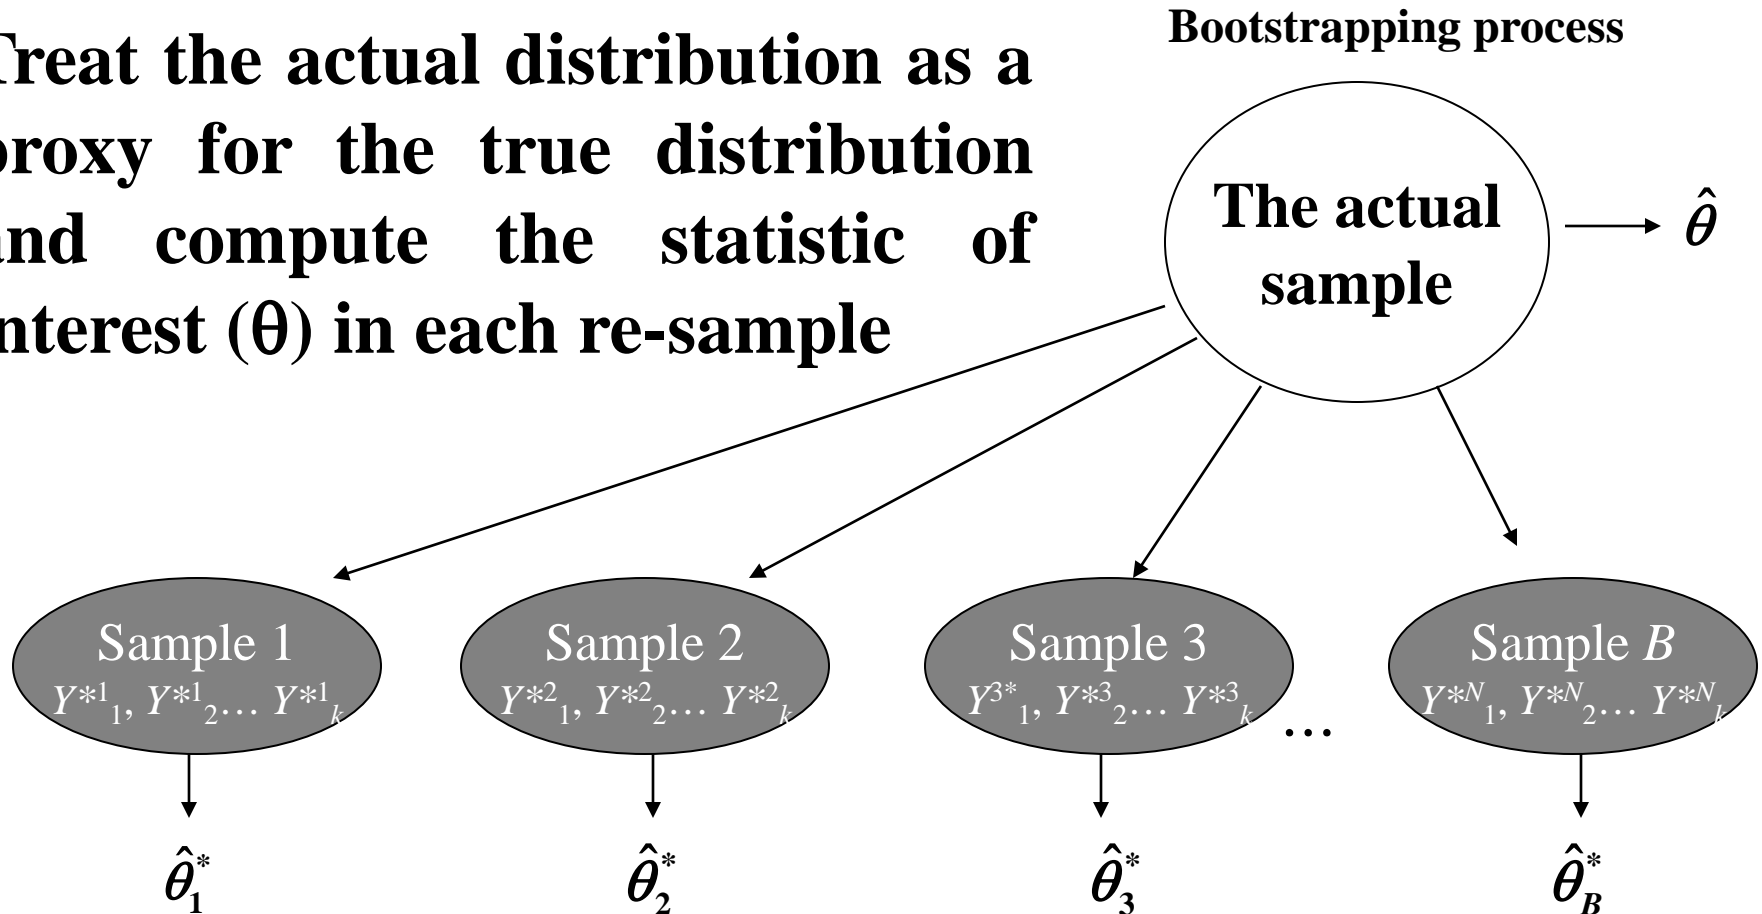 Bootstrapping process
Treat the actual distribution as a
proxy for the true distribution
and compute the statistic of
interest (θ) in each re-sample
The actual
sample
θ̂
Sample 1
Y*¹₁, Y*¹₂… Y*¹ₖ
Sample 2
Y*²₁, Y*²₂… Y*²ₖ
Sample 3
Y³*₁, Y*³₂… Y*³ₖ
…
Sample B
Y*ᴺ₁, Y*ᴺ₂… Y*ᴺₖ
θ̂*₁
θ̂*₂
θ̂*₃
θ̂*_B